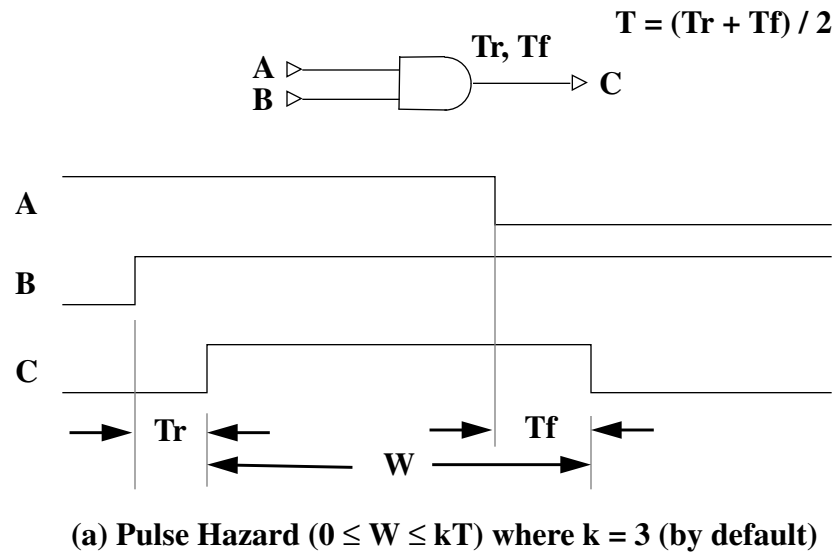 T = (Tr + Tf) / 2
Tr, Tf
A
B
C
A
B
C
Tr
Tf
W
(a) Pulse Hazard (0 ≤ W ≤ kT) where k = 3 (by default)